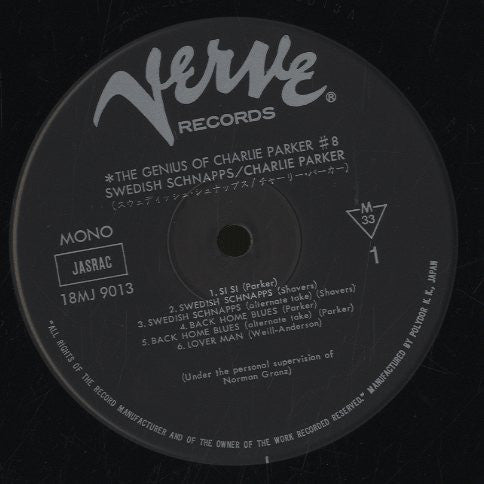 Verve®
RECORDS
*THE GENIUS OF CHARLIE PARKER #8
SWEDISH SCHNAPPS/CHARLIE PARKER
(スウェディッシュ・シュナップス/チャーリー・パーカー)
MONO
JASRAC
18MJ 9013
M
33
1
1. SI SI (Parker)
2. SWEDISH SCHNAPPS (Shavers)
3. SWEDISH SCHNAPPS (alternate take) (Shavers)
4. BACK HOME BLUES (Parker)
5. BACK HOME BLUES (alternate take) (Parker)
6. LOVER MAN (Weill-Anderson)
(Under the personal supervision of
Norman Granz)
"ALL RIGHTS OF THE RECORD MANUFACTURER AND OF THE OWNER OF THE WORK RECORDED RESERVED." MANUFACTURED BY POLYDOR K. K., JAPAN